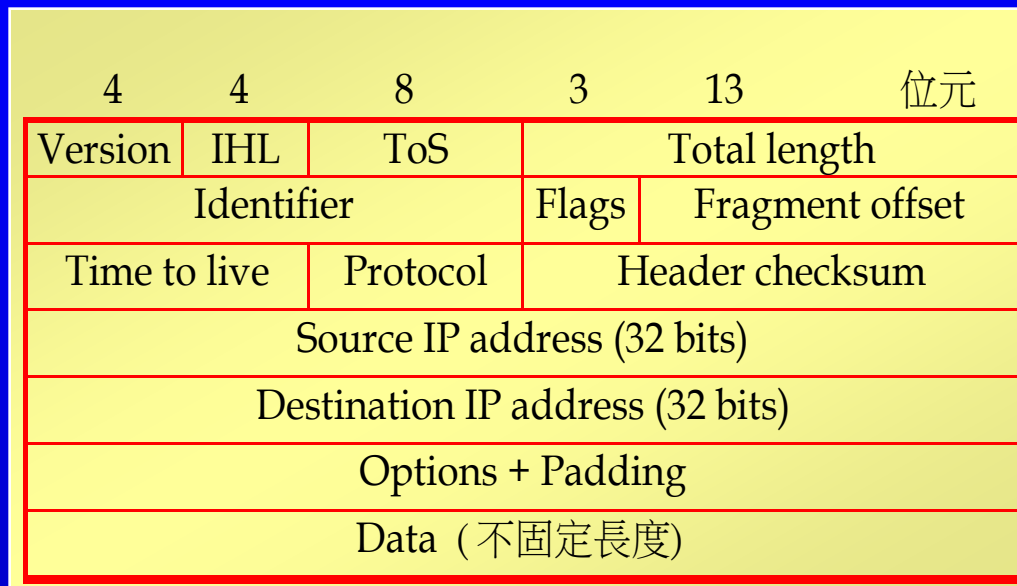 4 4 8 3 13 位元
Version IHL ToS Total length
Identifier Flags Fragment offset
Time to live Protocol Header checksum
Source IP address (32 bits)
Destination IP address (32 bits)
Options + Padding
Data (不固定長度)